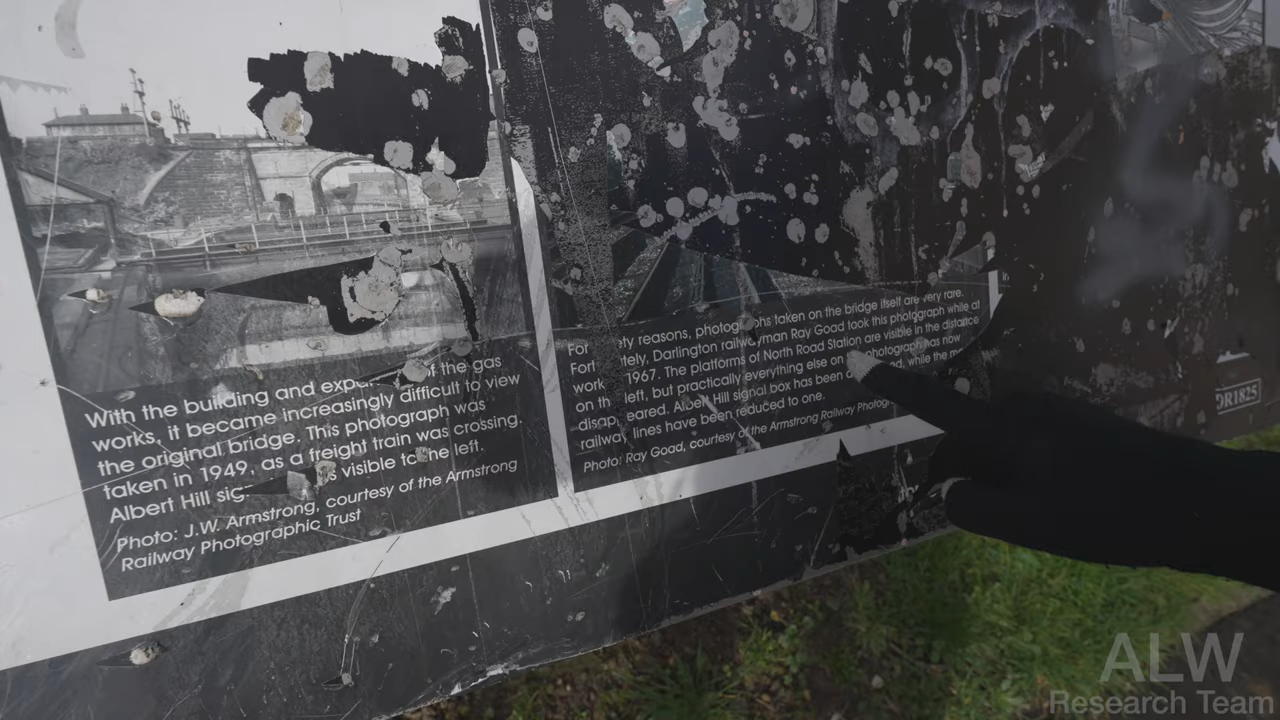 With the building and of the gas
works, it became increasingly difficult to view
the original bridge. This photograph was
taken in 1949, as a freight train was crossing.
Albert Hill visible to the left.
Photo: J.W. Armstrong, courtesy of the Armstrong
Railway Photographic Trust
For ety reasons, photographs taken on the bridge itself are very rare.
Fort tely, Darlington railwayman Ray Goad took this photograph while at
work 1967. The platforms of North Road Station are visible in the distance
on th left, but practically everything else on photograph has now
disap eared. Albert Hill signal box has been while the
railway lines have been reduced to one.
Photo: Ray Goad, courtesy of the Armstrong Railway
DR1825
ALW
Research Team